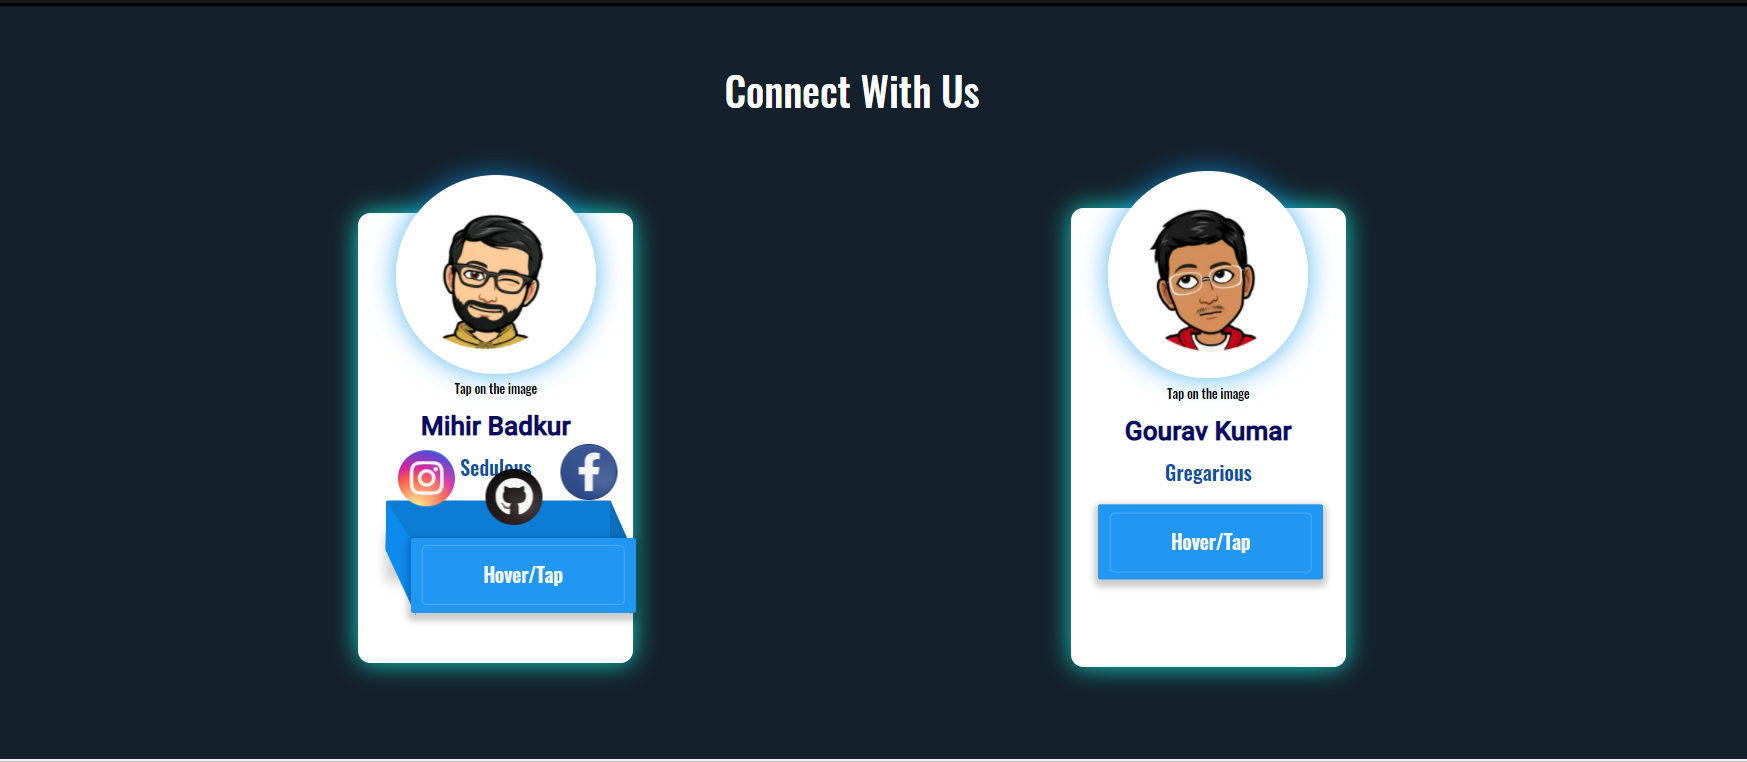 Connect With Us
Tap on the image
Mihir Badkur
Sedulous
Hover/Tap
Tap on the image
Gourav Kumar
Gregarious
Hover/Tap